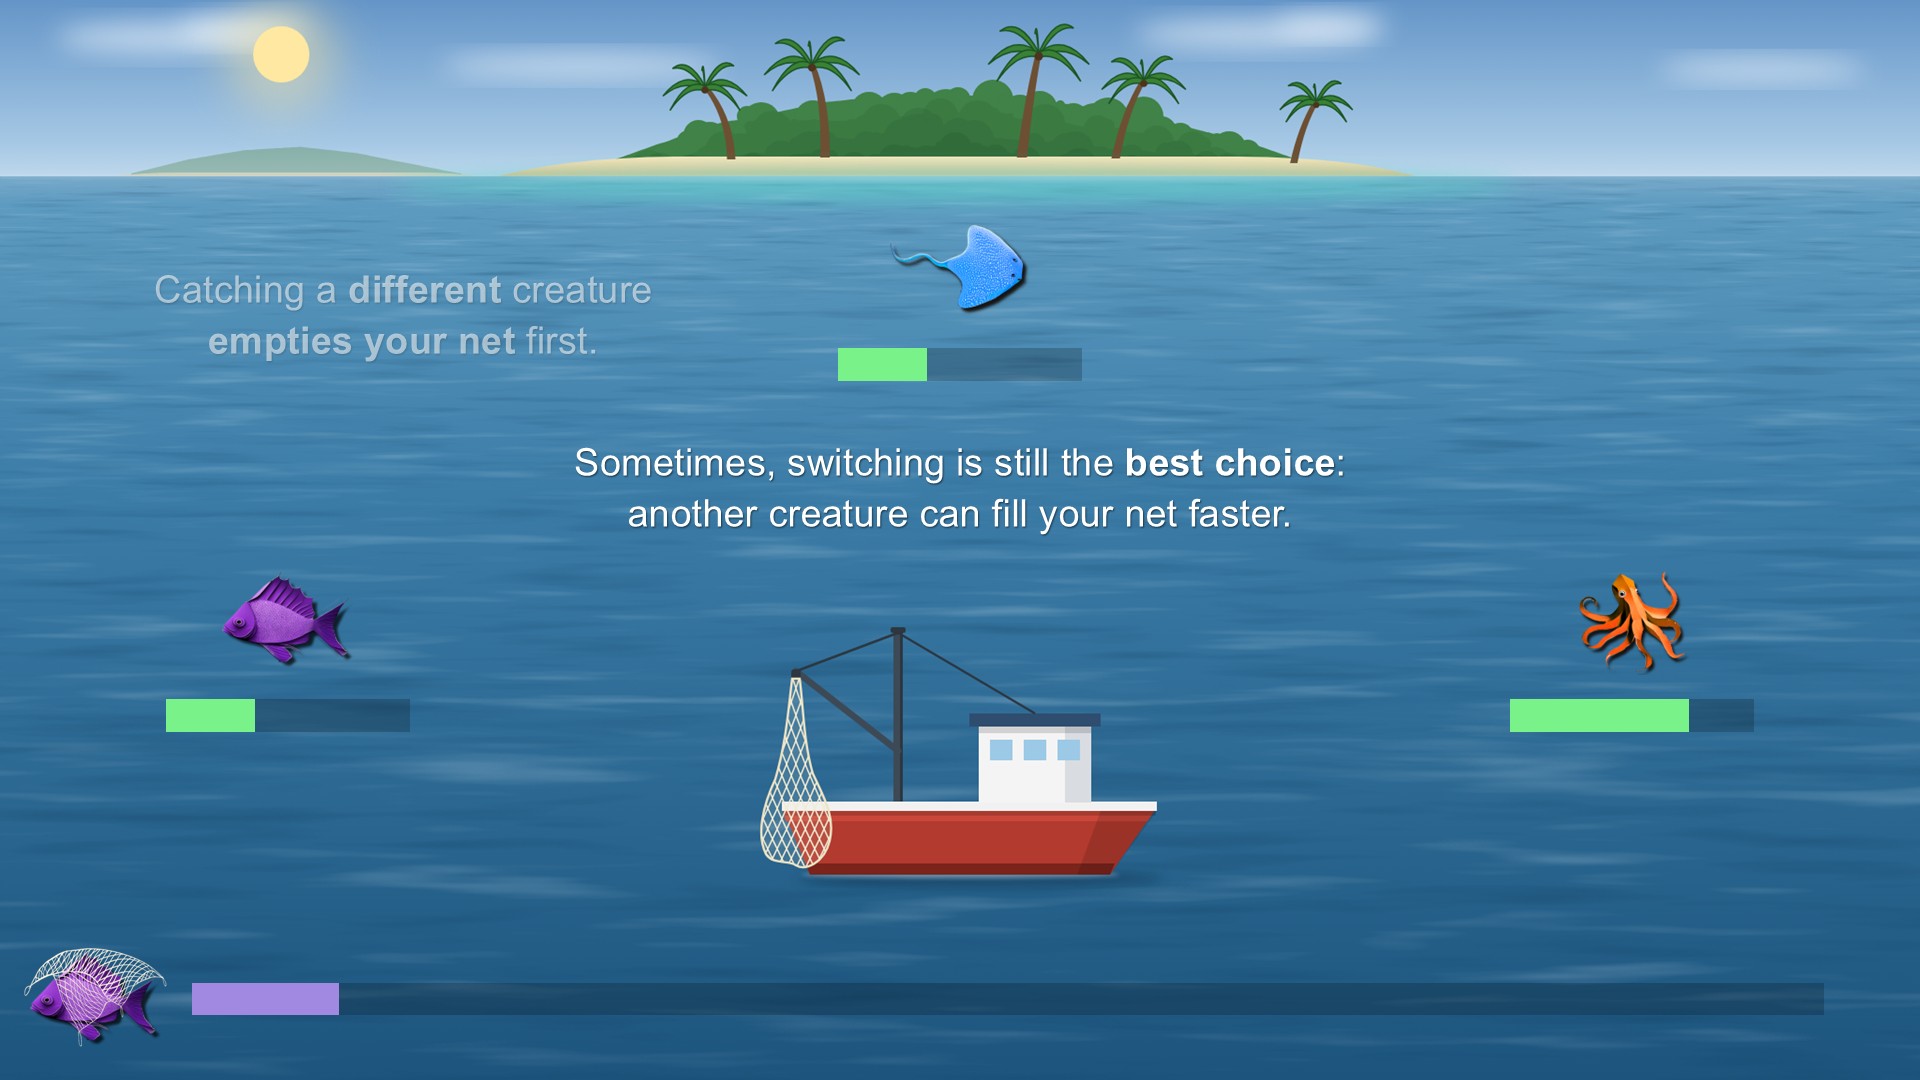 Catching a different creature
empties your net first.
Sometimes, switching is still the best choice:
another creature can fill your net faster.